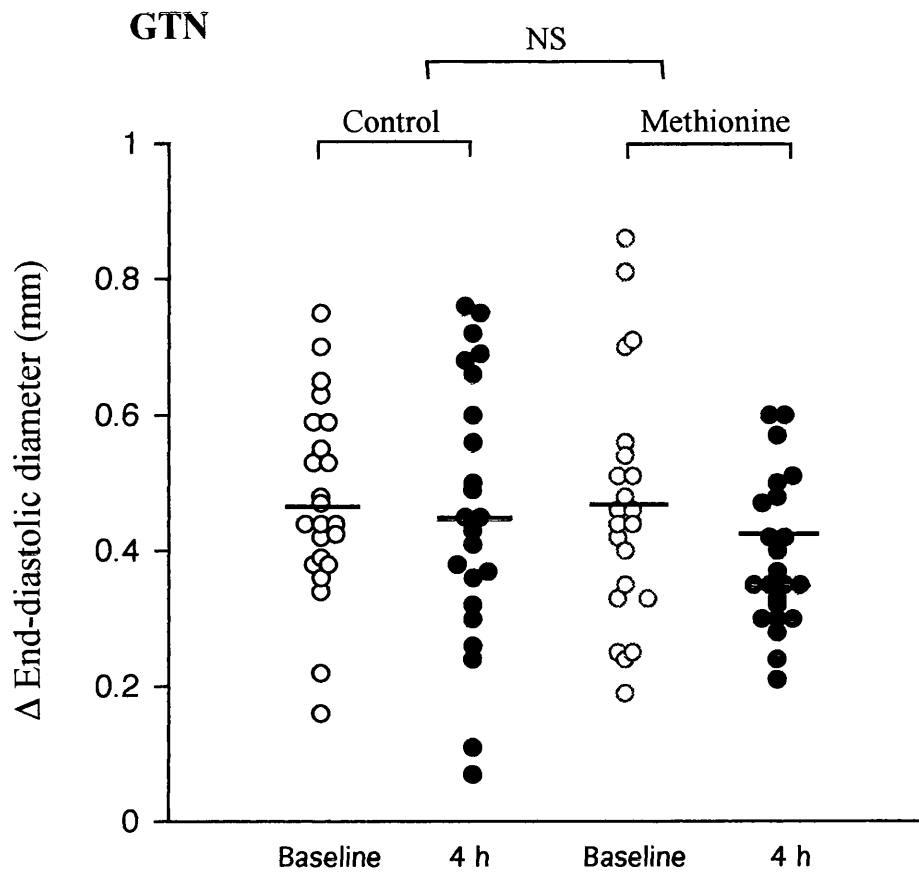 GTN
NS
Control
Methionine
1
0.8
0.6
0.4
0.2
0
Δ End-diastolic diameter (mm)
Baseline
4 h
Baseline
4 h